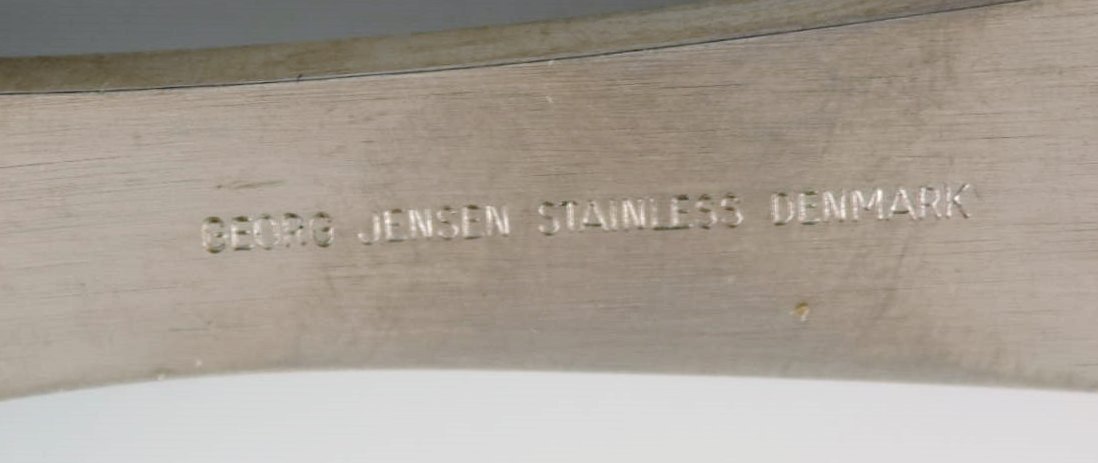 GEORG JENSEN STAINLESS DENMARK